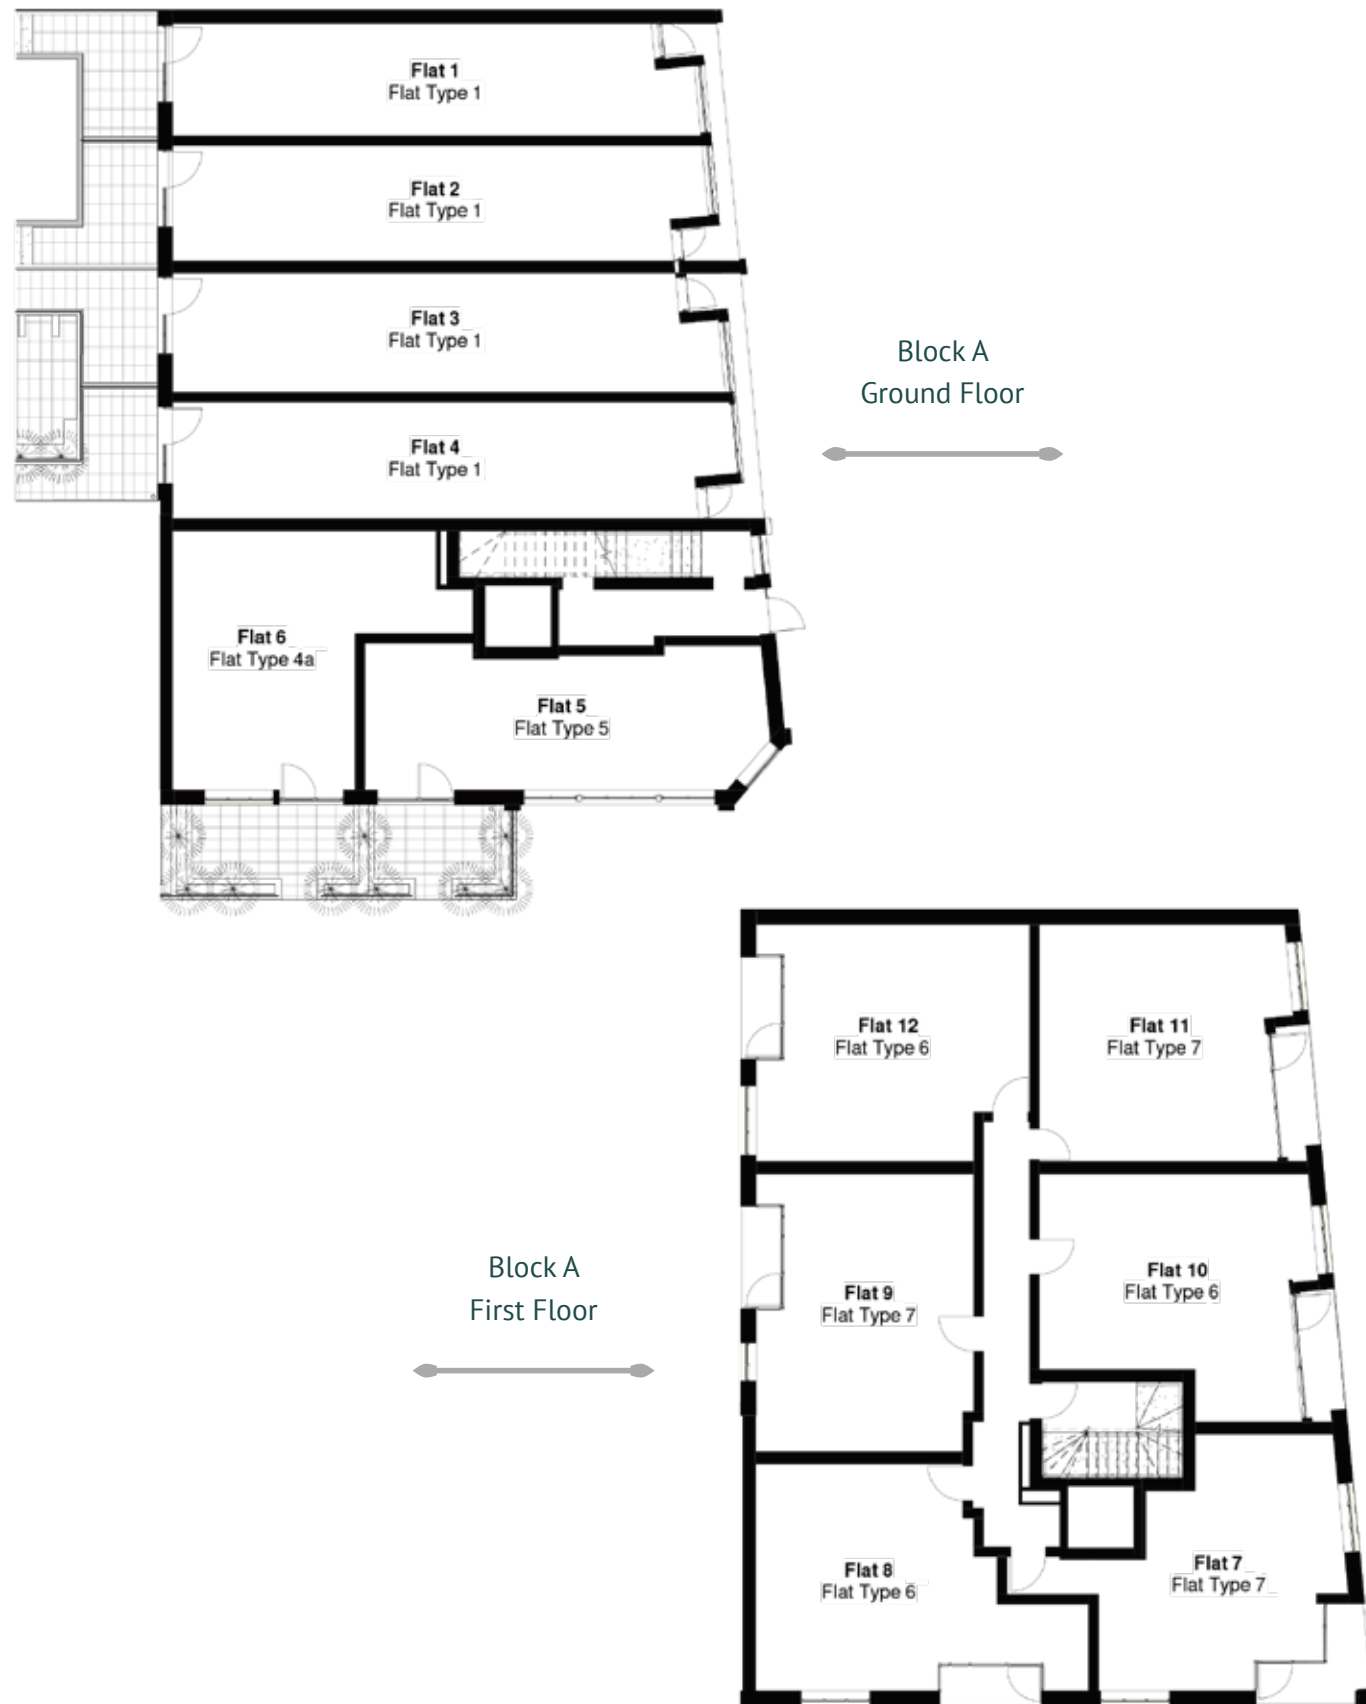 Flat 1
Flat Type 1
Flat 2
Flat Type 1
Flat 3
Flat Type 1
Block A
Ground Floor
Flat 4
Flat Type 1
Flat 6
Flat Type 4a
Flat 5
Flat Type 5
Flat 12
Flat Type 6
Flat 11
Flat Type 7
Block A
First Floor
Flat 10
Flat Type 6
Flat 9
Flat Type 7
Flat 8
Flat Type 6
Flat 7
Flat Type 7